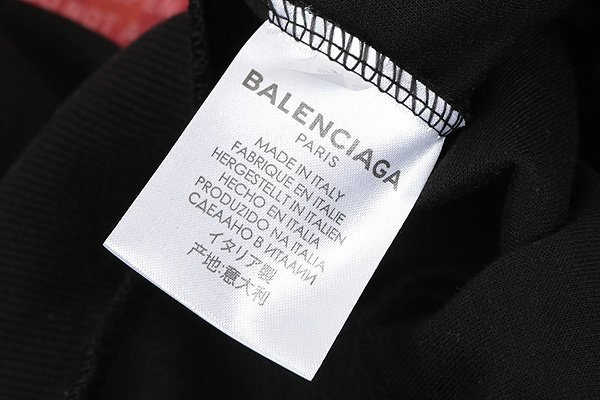 BALENCIAGA
PARIS
MADE IN ITALY
FABRIQUE EN ITALIE
HERGESTELLT IN ITALIEN
HECHO EN ITALIA
PRODUZIDO NA ITALIA
СДЕЛАНО В ИТАЛИИ
イタリア製
产地:意大利